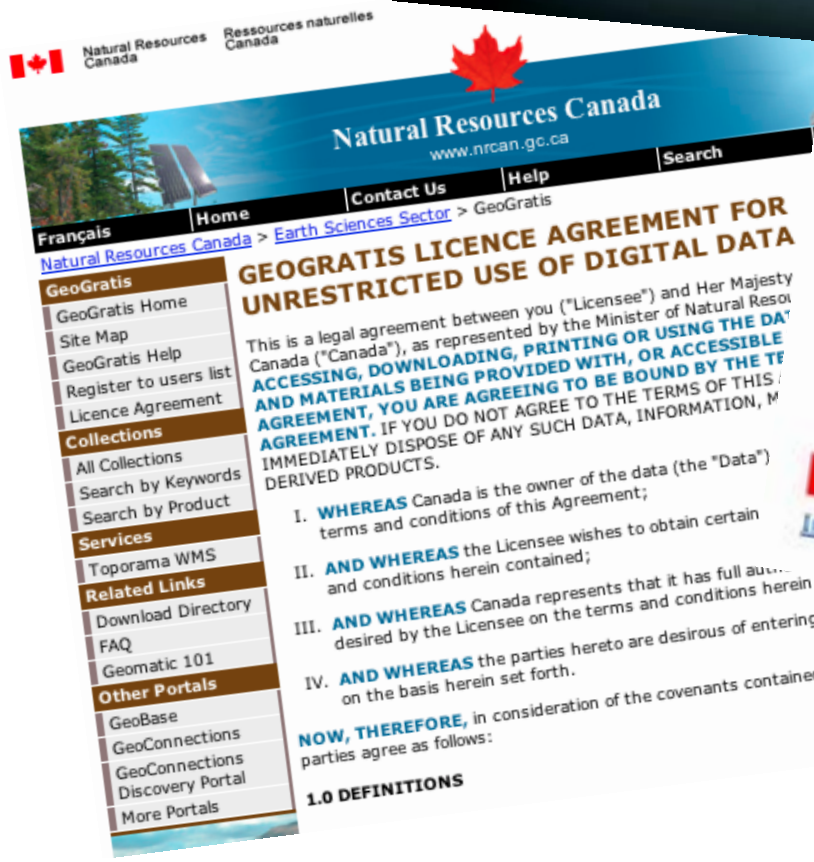 Natural Resources Canada
Ressources naturelles Canada
Natural Resources Canada
www.nrcan.gc.ca
Français Home Contact Us Help Search
Natural Resources Canada > Earth Sciences Sector > GeoGratis
GeoGratis
GeoGratis Home
Site Map
GeoGratis Help
Register to users list
Licence Agreement
Collections
All Collections
Search by Keywords
Search by Product
Services
Toporama WMS
Related Links
Download Directory
FAQ
Geomatic 101
Other Portals
GeoBase
GeoConnections
GeoConnections
Discovery Portal
More Portals
GEOGRATIS LICENCE AGREEMENT FOR
UNRESTRICTED USE OF DIGITAL DATA
This is a legal agreement between you ("Licensee") and Her Majesty
Canada ("Canada"), as represented by the Minister of Natural
ACCESSING, DOWNLOADING, PRINTING OR USING THE
AND MATERIALS BEING PROVIDED WITH, OR ACCESSIBLE
AGREEMENT, YOU ARE AGREEING TO BE BOUND BY THE
AGREEMENT. IF YOU DO NOT AGREE TO THE TERMS OF THIS
IMMEDIATELY DISPOSE OF ANY SUCH DATA, INFORMATION,
DERIVED PRODUCTS.
I. WHEREAS Canada is the owner of the data (the "Data")
terms and conditions of this Agreement;
II. AND WHEREAS the Licensee wishes to obtain certain
and conditions herein contained;
III. AND WHEREAS Canada represents that it has full
desired by the Licensee on the terms and conditions herein
IV. AND WHEREAS the parties hereto are desirous of entering
on the basis herein set forth.
NOW, THEREFORE, in consideration of the covenants
parties agree as follows:
1.0 DEFINITIONS